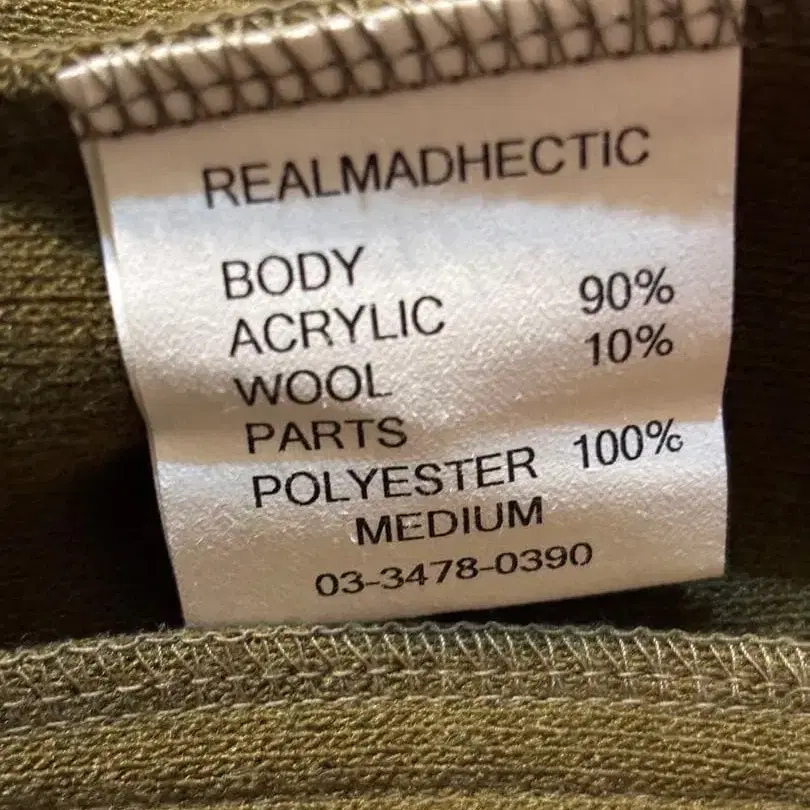 REALMADHECTIC
BODY
ACRYLIC 90%
WOOL 10%
PARTS
POLYESTER 100%
MEDIUM
03-3478-0390